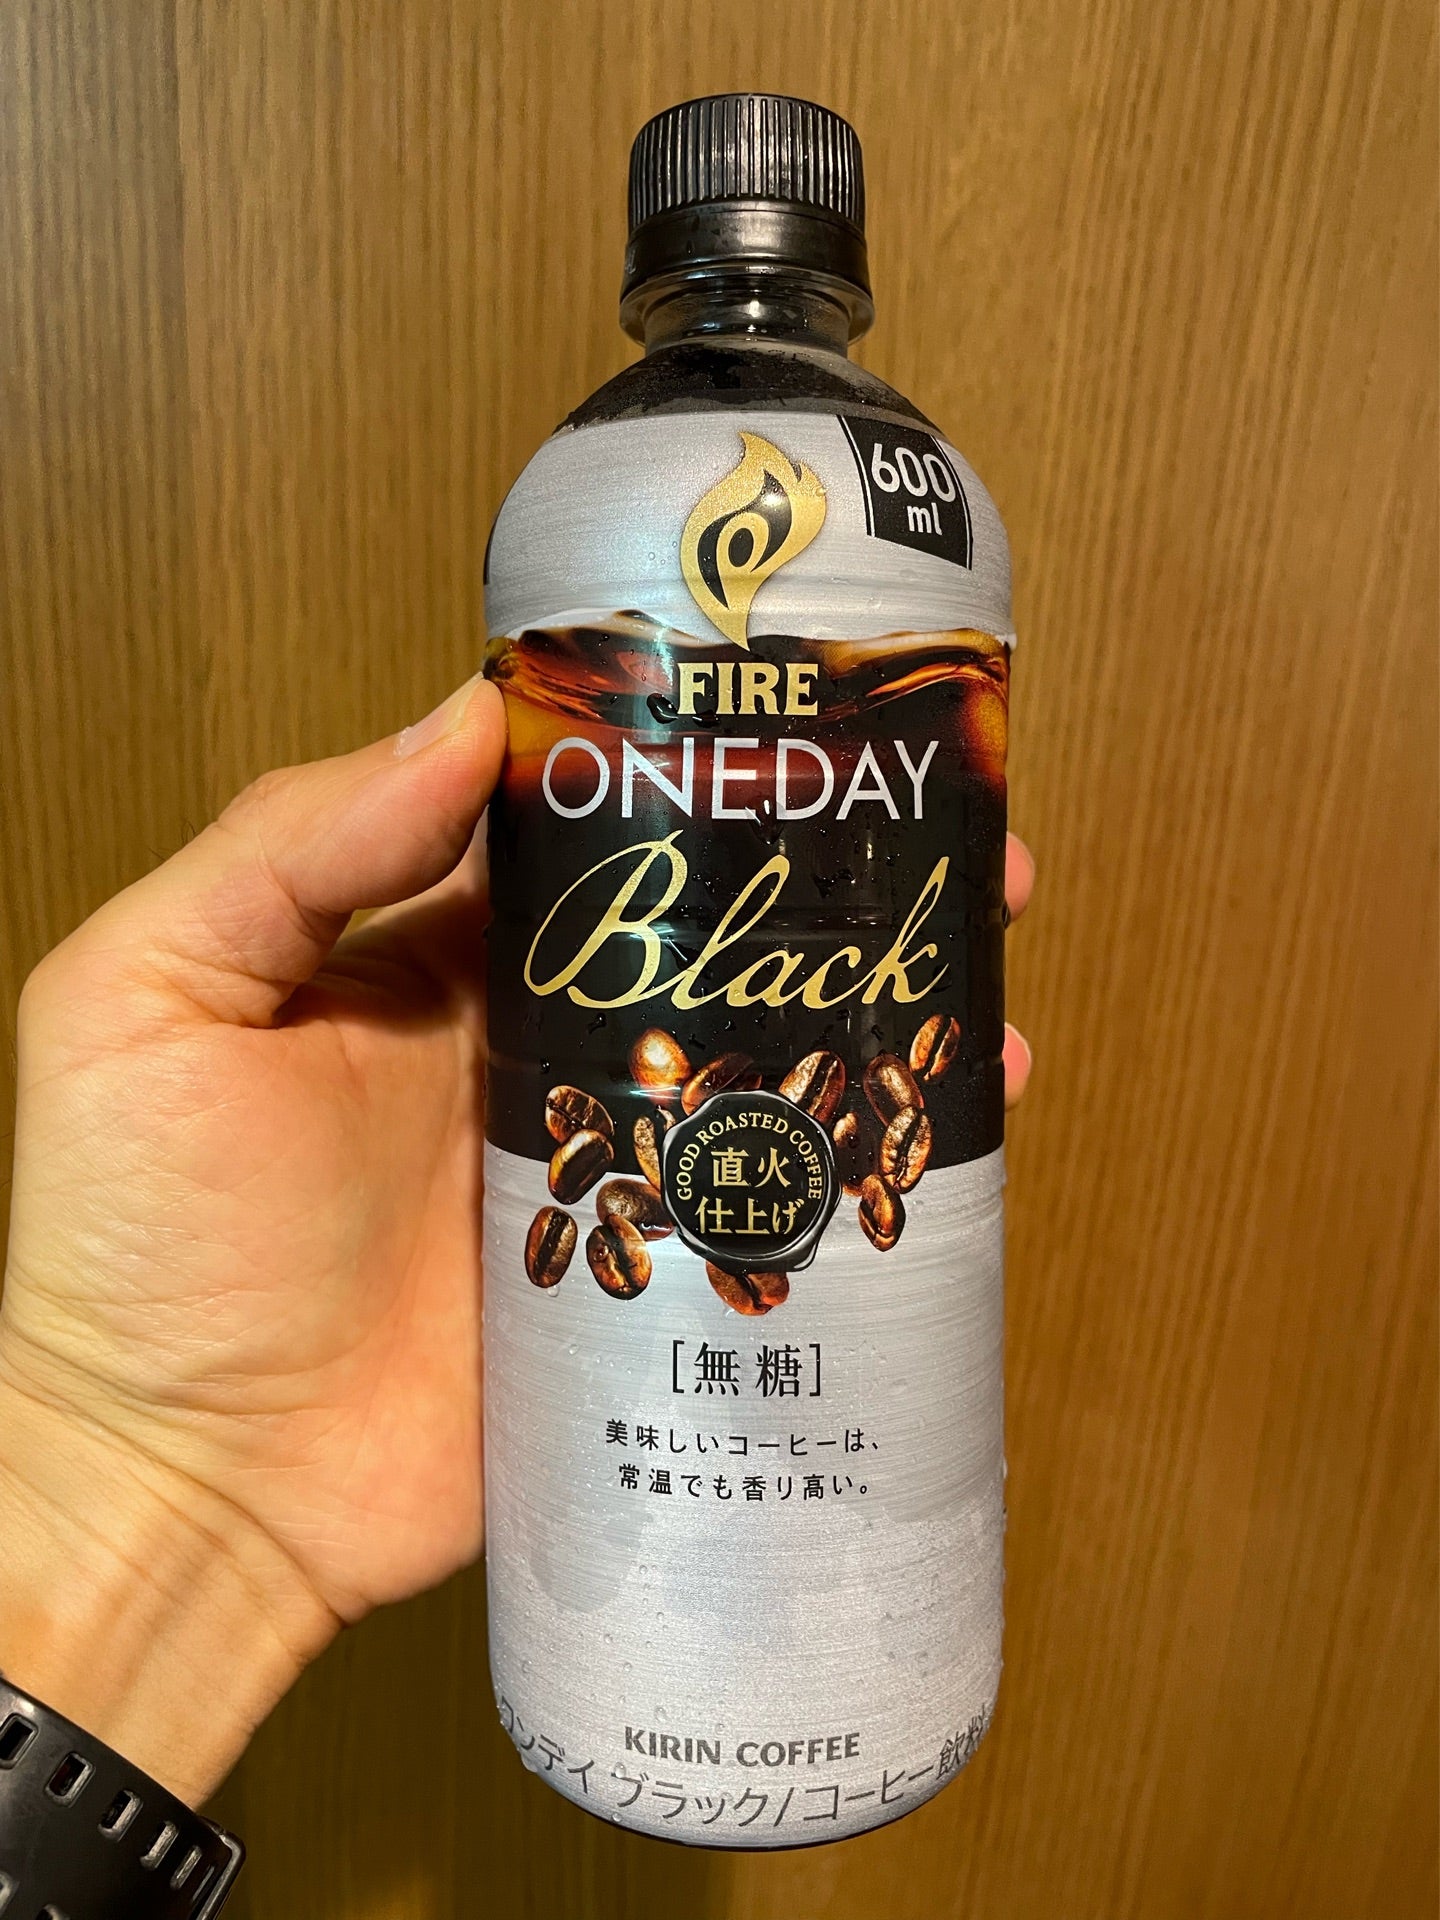 600
ml
FIRE
ONEDAY
Black
GOOD ROASTED COFFEE
直火
仕上げ
[無糖]
美味しいコーヒーは、
常温でも香り高い。
KIRIN COFFEE
ワンデイ ブラック/コーヒー飲料